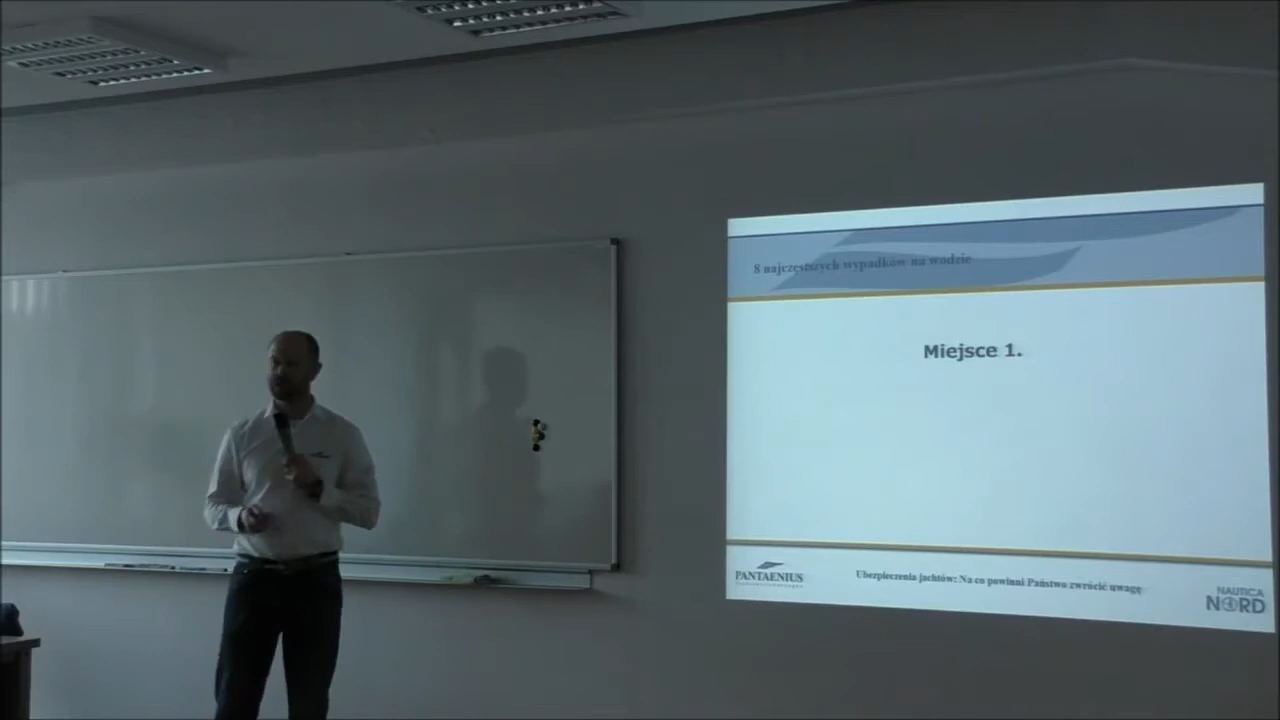 8 najczęstszych wypadków na wodzie
Miejsce 1.
PANTAENIUS
Ubezpieczenia jachtów: Na co powinni Państwo zwrócić uwagę
NAUTICA
NORD